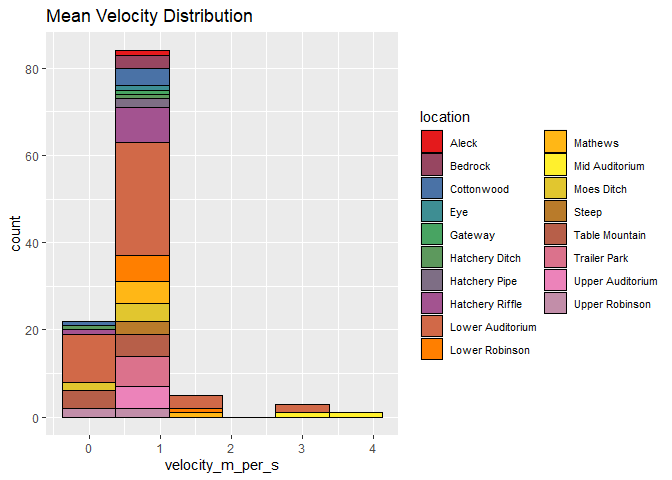 Mean Velocity Distribution
80
60
40
20
0
count
0 1 2 3 4
velocity_m_per_s
location
Aleck
Bedrock
Cottonwood
Eye
Gateway
Hatchery Ditch
Hatchery Pipe
Hatchery Riffle
Lower Auditorium
Lower Robinson
Mathews
Mid Auditorium
Moes Ditch
Steep
Table Mountain
Trailer Park
Upper Auditorium
Upper Robinson